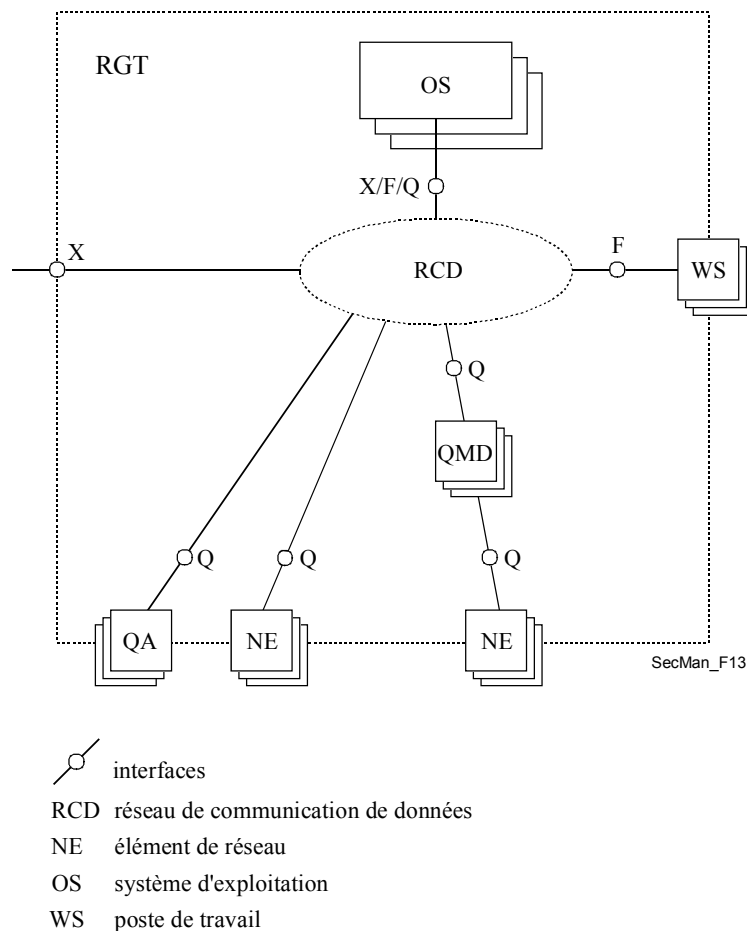 RGT
OS
X/F/Q
X
RCD
F
WS
Q
QMD
Q
Q
Q
QA
NE
NE
SecMan_F13
interfaces
RCD réseau de communication de données
NE élément de réseau
OS système d'exploitation
WS poste de travail